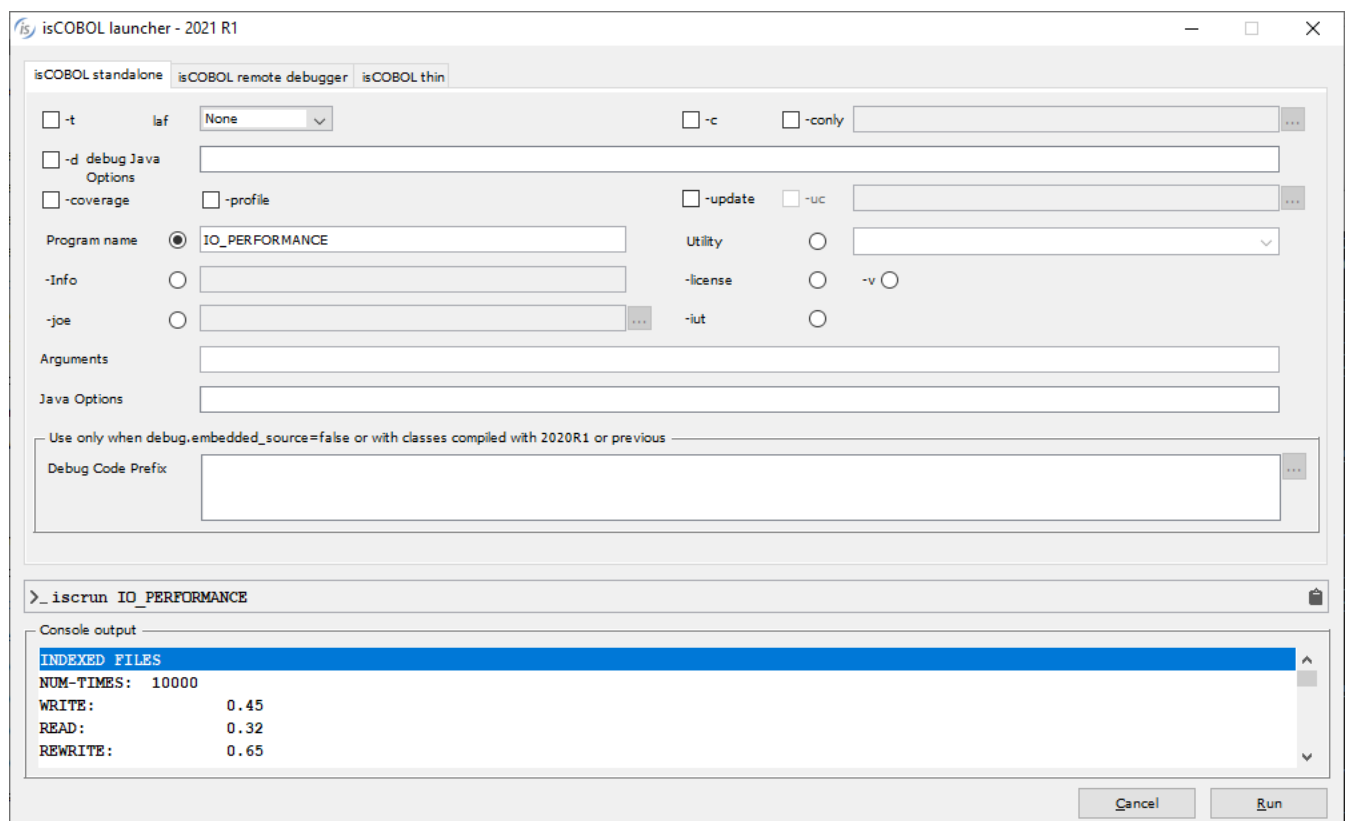 is isCOBOL launcher - 2021 R1
isCOBOL standalone isCOBOL remote debugger isCOBOL thin
-t laf None -c -conly ...
-d debug Java
Options
-coverage -profile -update -uc ...
Program name IO_PERFORMANCE Utility
-Info -license -v
-joe ... -iut
Arguments
Java Options
Use only when debug.embedded_source=false or with classes compiled with 2020R1 or previous
Debug Code Prefix ...
>_ iscrun IO_PERFORMANCE
Console output
INDEXED FILES
NUM-TIMES: 10000
WRITE: 0.45
READ: 0.32
REWRITE: 0.65
Cancel Run